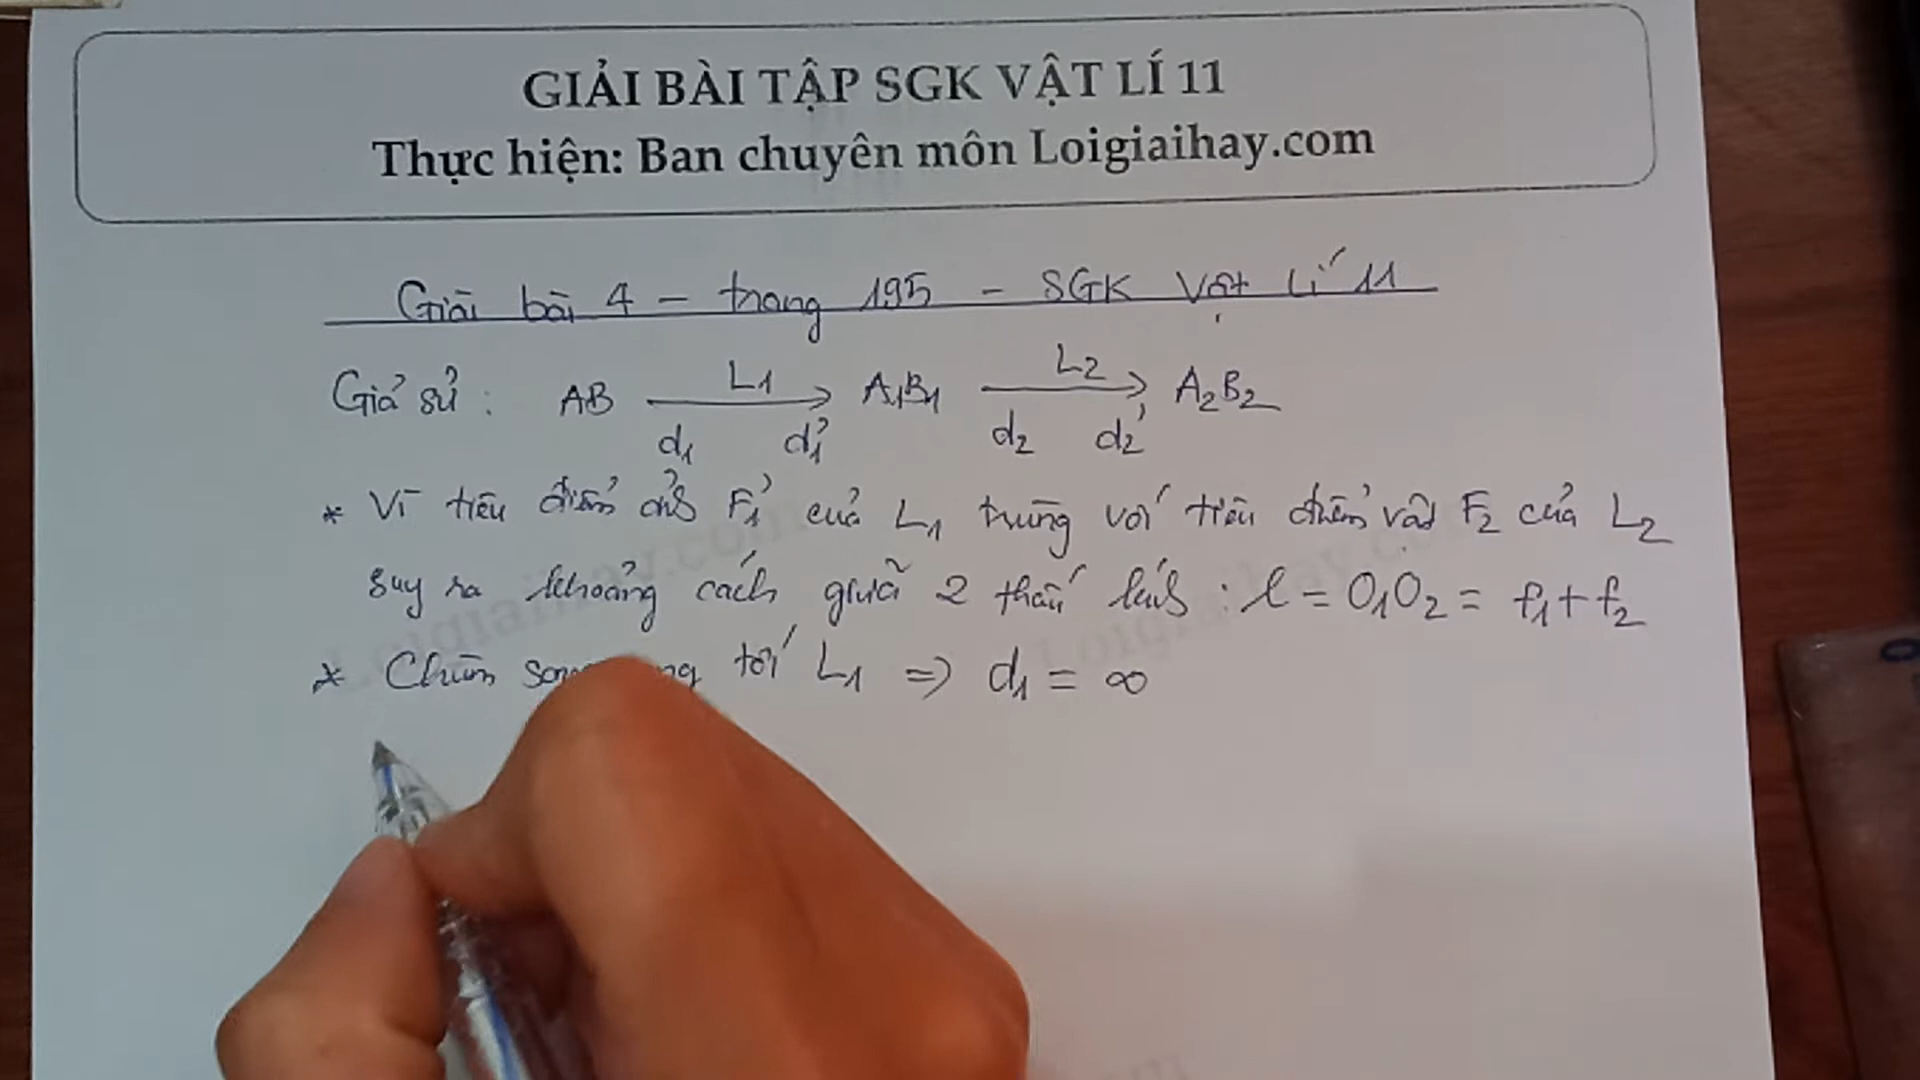 GIẢI BÀI TẬP SGK VẬT LÍ 11
Thực hiện: Ban chuyên môn Loigiaihay.com
Giải bài 4 - trang 195 - SGK Vật lí 11
Giả sử : AB L1 A1B1 L2 A2B2
d1 d1' d2 d2'
* Vì tiêu điểm ảnh F1' của L1 trùng với tiêu điểm vật F2 của L2
suy ra khoảng cách giữa 2 thấu kính : l = O1O2 = f1 + f2
* Chùm tới L1 => d1 = ∞